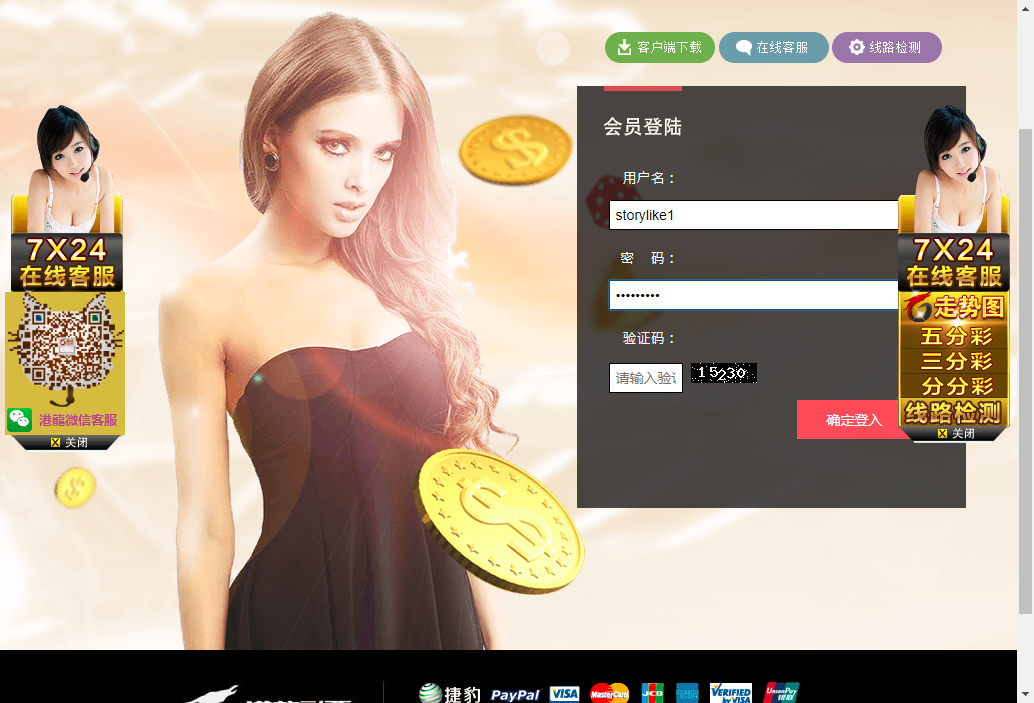 客户端下载 在线客服 线路检测
会员登陆
用户名：
storylike1
密 码：
•••••••••
验证码：
请输入验
15230
确定登入
7X24
在线客服
港龍微信客服
X 关闭
7X24
在线客服
走势图
五分彩
三分彩
分分彩
线路检测
X 关闭
捷豹 PayPal VISA MasterCard JCB VERIFIED by VISA UnionPay